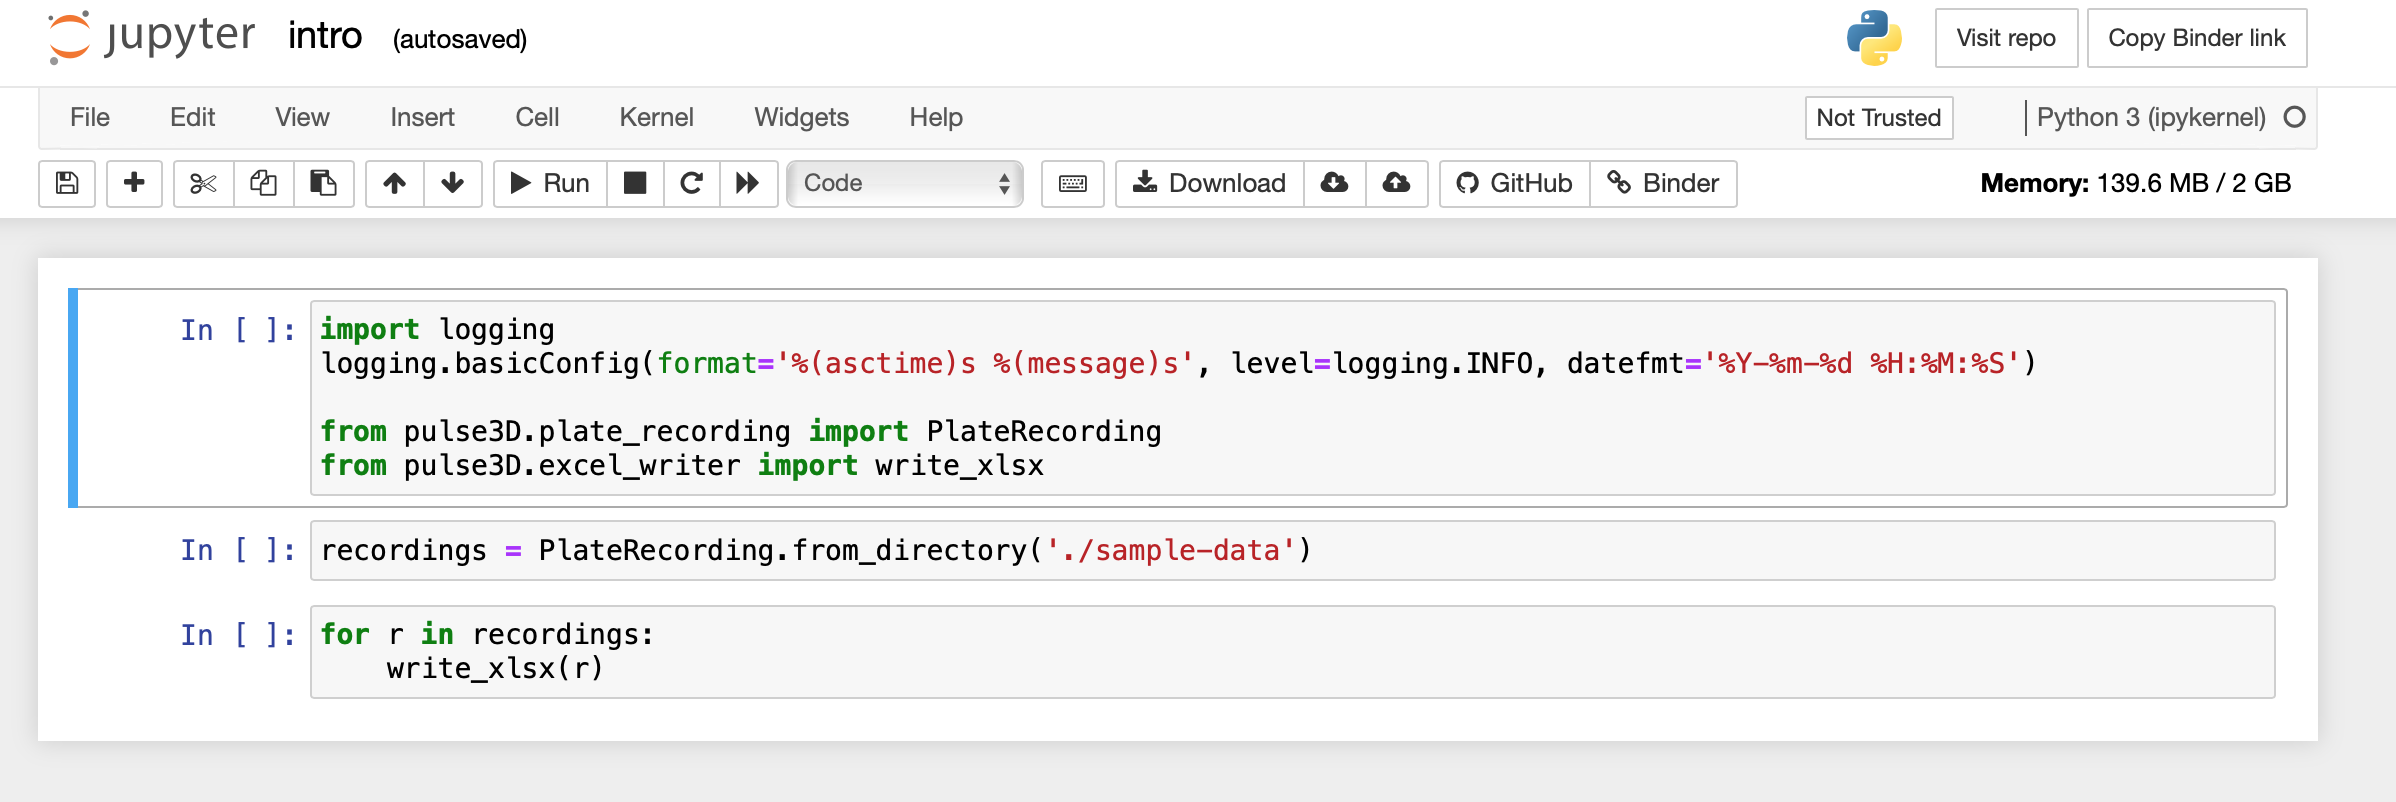 jupyter intro (autosaved) Visit repo Copy Binder link
File Edit View Insert Cell Kernel Widgets Help Not Trusted Python 3 (ipykernel)
Run Code Download GitHub Binder Memory: 139.6 MB / 2 GB
In [ ]: import logging
logging.basicConfig(format='%(asctime)s %(message)s', level=logging.INFO, datefmt='%Y-%m-%d %H:%M:%S')
from pulse3D.plate_recording import PlateRecording
from pulse3D.excel_writer import write_xlsx
In [ ]: recordings = PlateRecording.from_directory('./sample-data')
In [ ]: for r in recordings:
    write_xlsx(r)